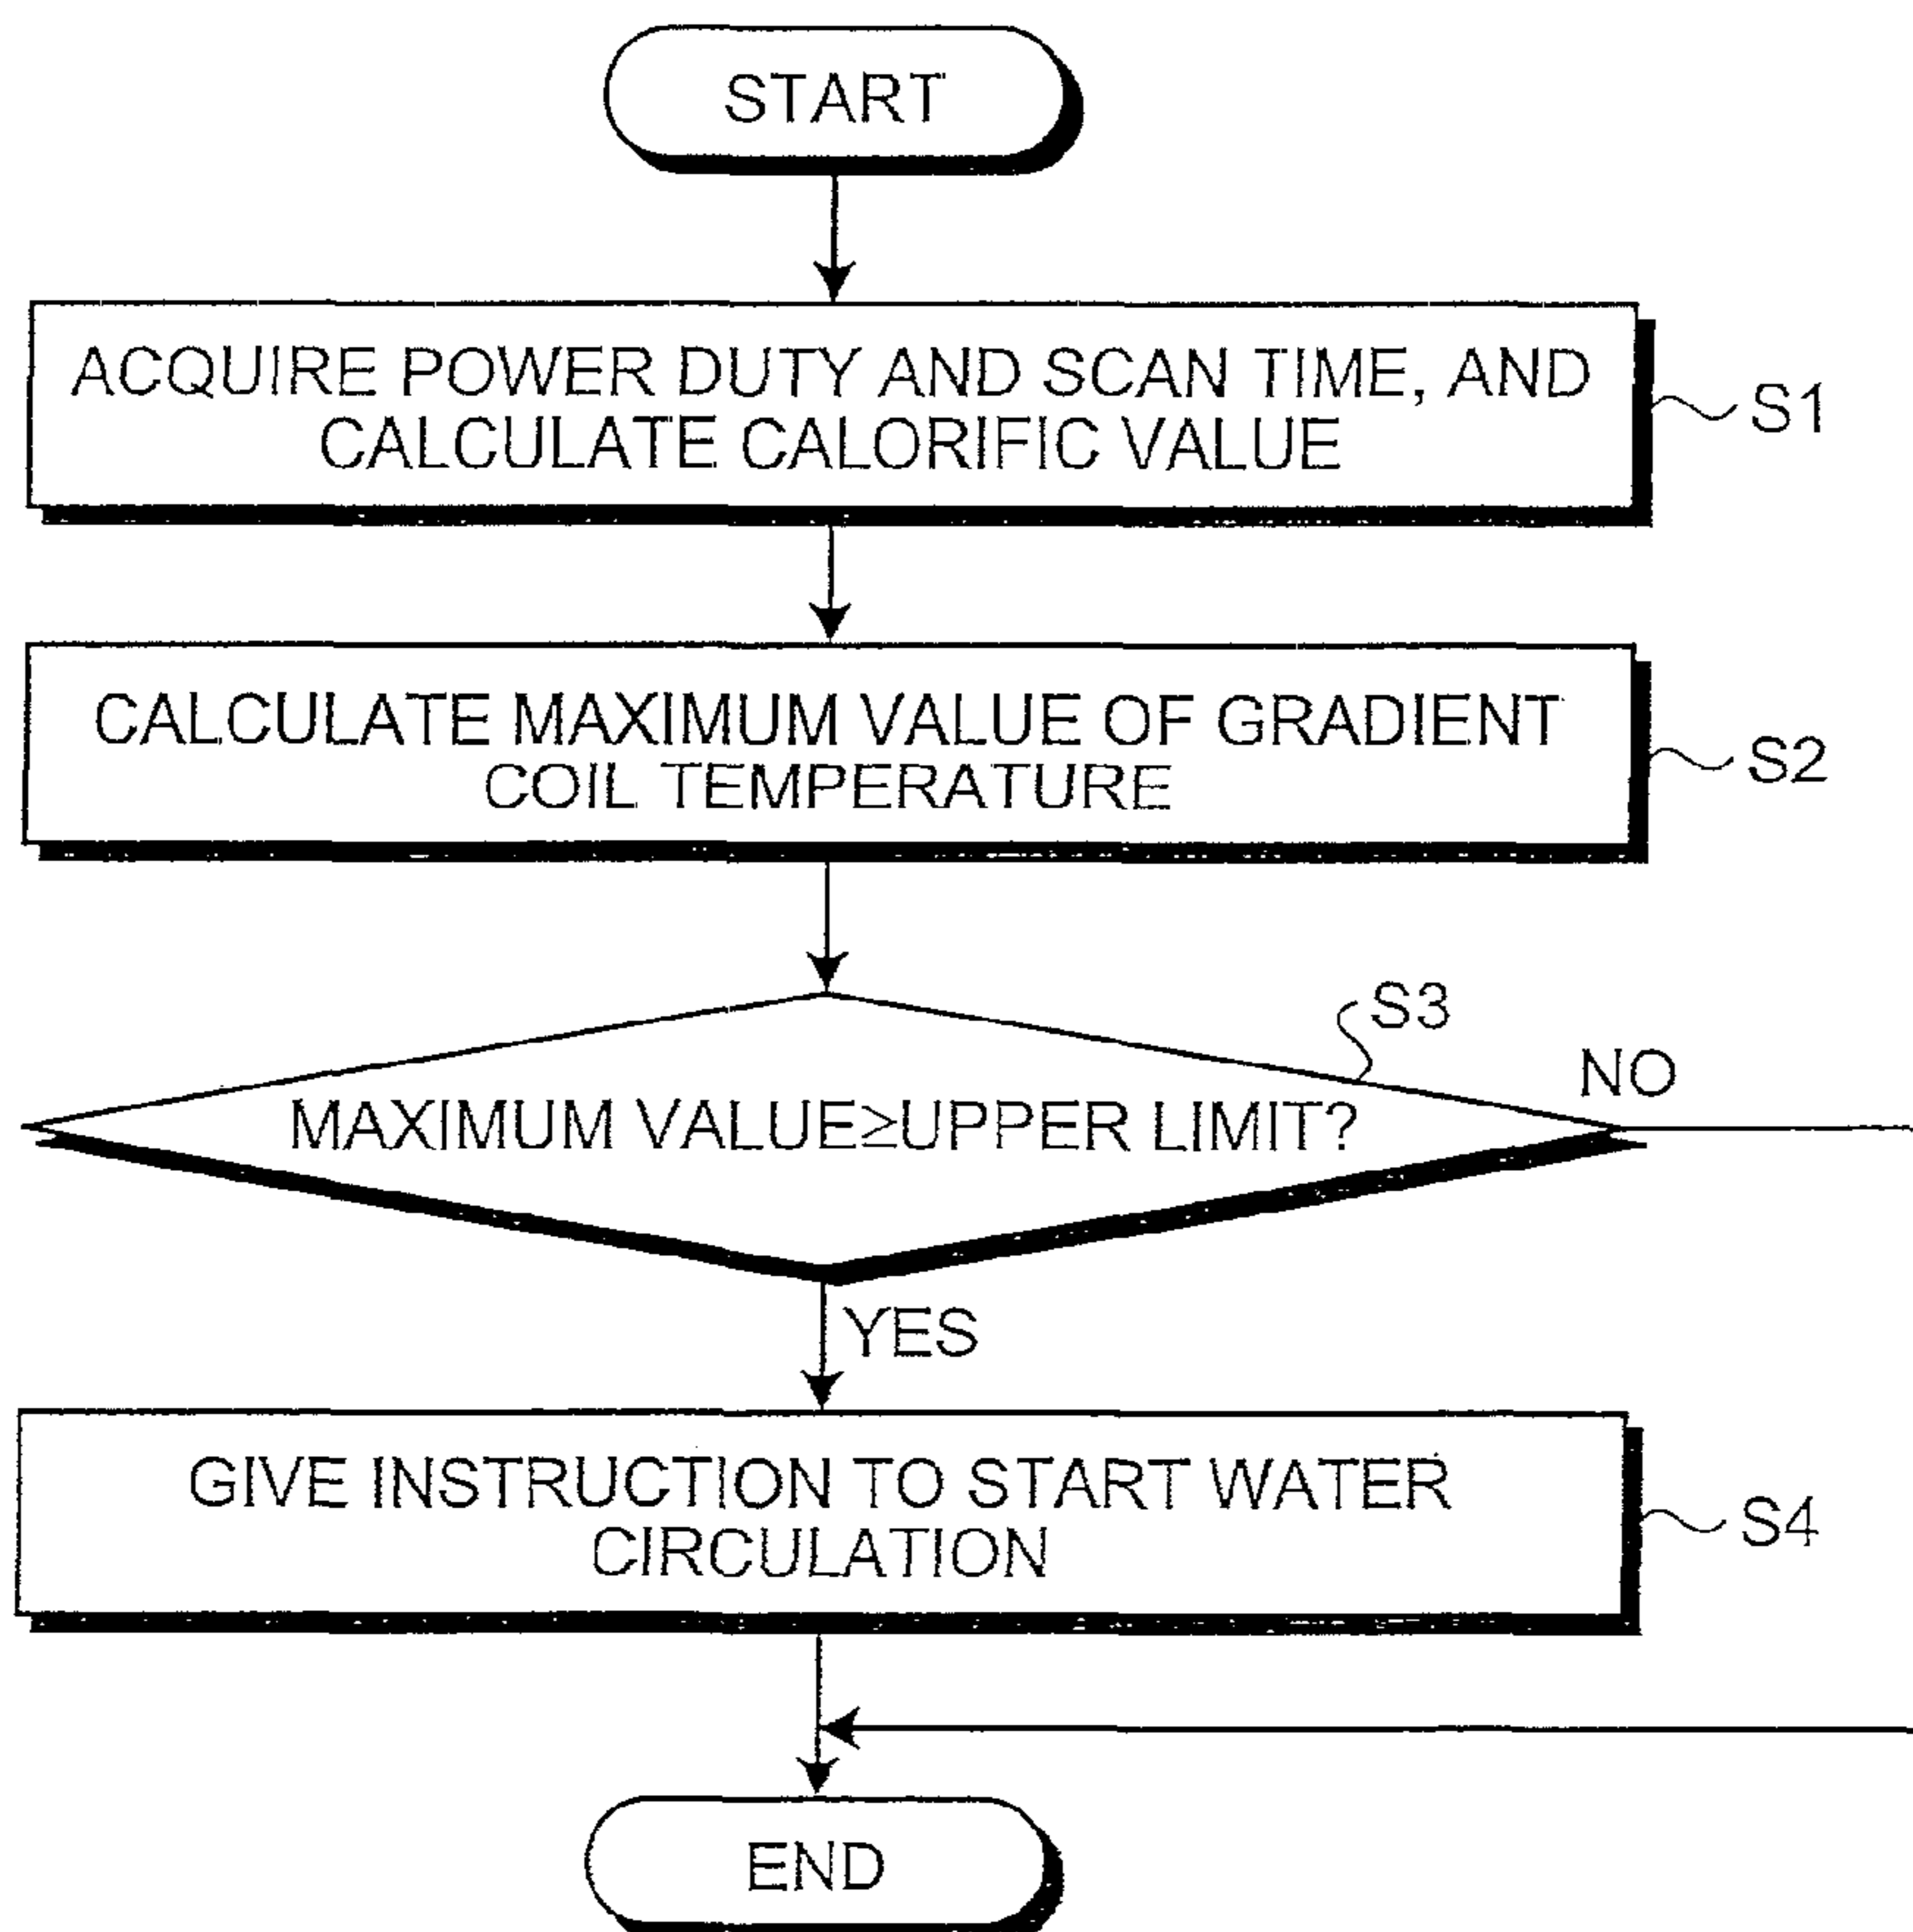 START
ACQUIRE POWER DUTY AND SCAN TIME, AND
CALCULATE CALORIFIC VALUE
S1
CALCULATE MAXIMUM VALUE OF GRADIENT
COIL TEMPERATURE
S2
S3
NO
MAXIMUM VALUE≥UPPER LIMIT?
YES
GIVE INSTRUCTION TO START WATER
CIRCULATION
S4
END